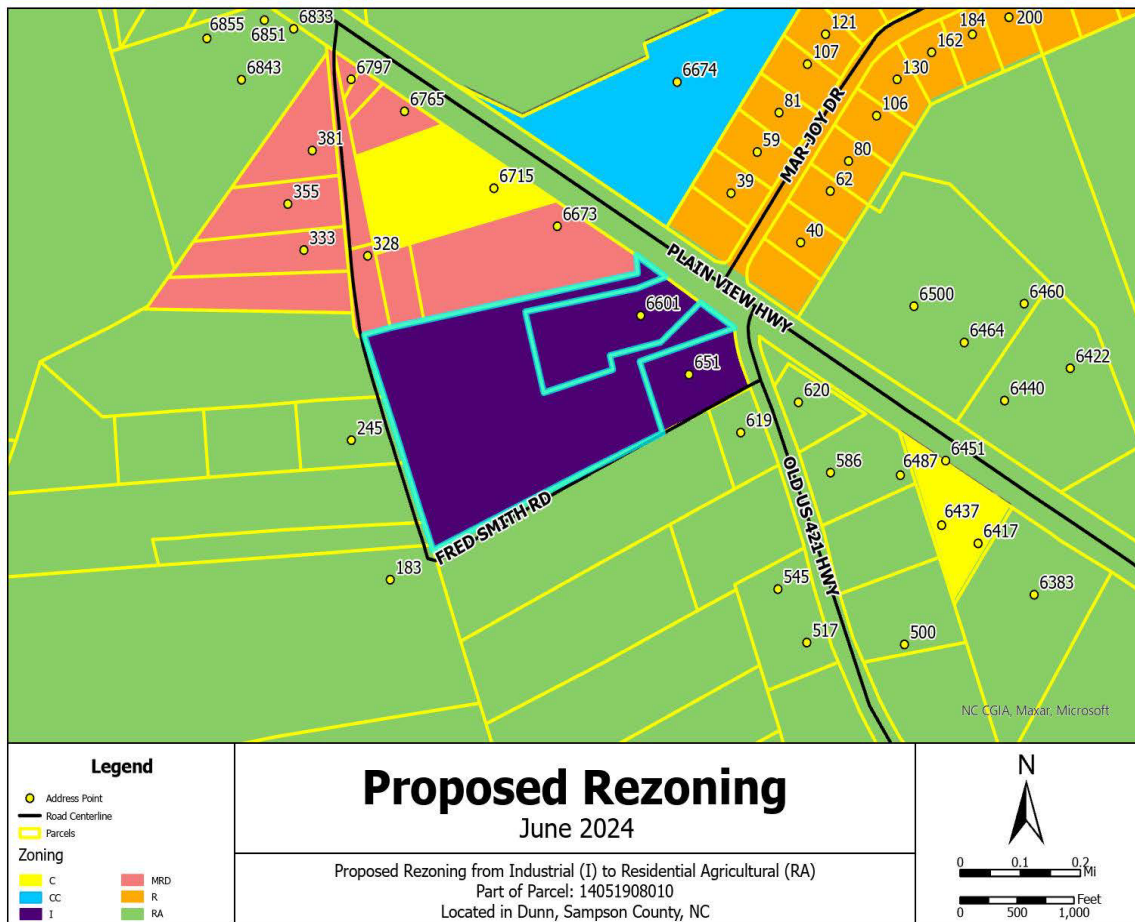 6833
6855
6851
6843
6797
6765
381
355
333
328
6715
6673
6674
121
107
81
59
39
184
200
162
130
106
80
62
40
MAR-JOY DR
PLAIN VIEW HWY
6601
651
6500
6460
6464
6422
6440
620
619
586
6487
6451
6437
6417
OLD US 421 HWY
245
FRED SMITH RD
183
545
517
500
6383
NC CGIA, Maxar, Microsoft
Legend
Address Point
Road Centerline
Parcels
Zoning
C
CC
I
MRD
R
RA
Proposed Rezoning
June 2024
Proposed Rezoning from Industrial (I) to Residential Agricultural (RA)
Part of Parcel: 14051908010
Located in Dunn, Sampson County, NC
N
0 0.1 0.2
Mi
Feet
0 500 1,000